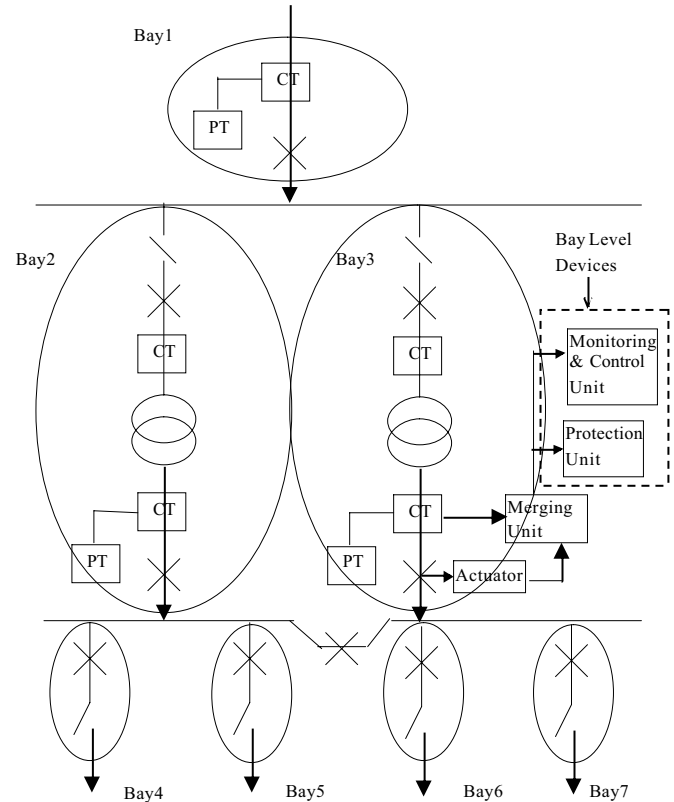 Bay1
CT
PT
Bay2
Bay3
Bay Level
Devices
CT
CT
Monitoring
& Control
Unit
Protection
Unit
CT
CT
Merging
Unit
PT
PT
Actuator
Bay4
Bay5
Bay6
Bay7